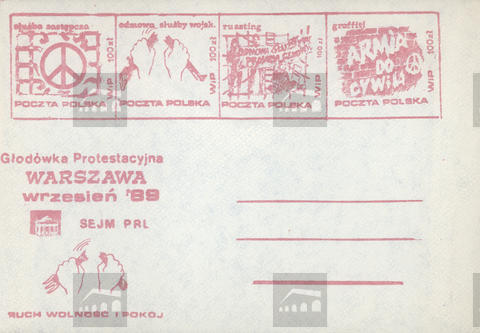 służba zastępcza
100 zł
WiP
POCZTA POLSKA
odmowa służby wojsk.
100 zł
WiP
POCZTA POLSKA
ru sting
100 zł
WiP
POCZTA POLSKA
graffiti
ARMIA
DO
CYWILA
100 zł
WiP
POCZTA POLSKA
Głodówka Protestacyjna
WARSZAWA
wrzesień '89
SEJM PRL
RUCH WOLNOŚĆ I POKÓJ